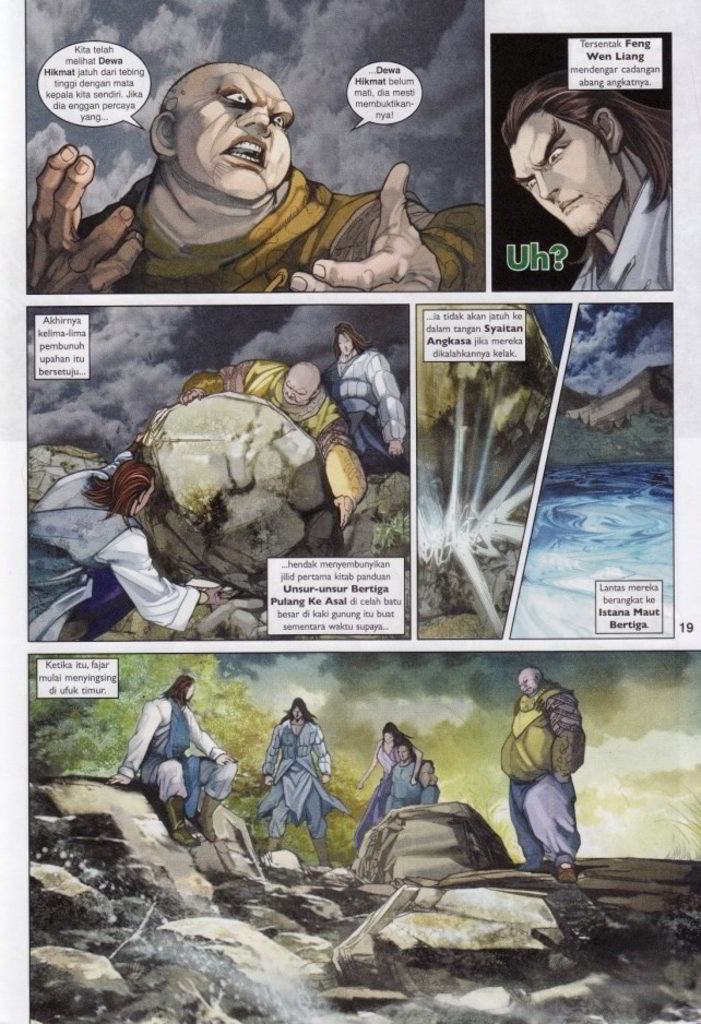 Kita telah
melihat Dewa
Hikmat jatuh dari tebing
tinggi dengan mata
kepala kita sendiri. Jika
dia enggan percaya
yang...
...Dewa
Hikmat belum
mati, dia mesti
membuktikan-
nya!
Tersentak Feng
Wen Liang
mendengar cadangan
abang angkatnya.
Uh?
Akhirnya
kelima-lima
pembunuh
upahan itu
bersetuju...
...hendak menyembunyikan
jilid pertama kitab panduan
Unsur-unsur Bertiga
Pulang Ke Asal di celah batu
besar di kaki gunung itu buat
sementara waktu supaya...
...ia tidak akan jatuh ke
dalam tangan Syaitan
Angkasa jika mereka
dikalahkannya kelak.
Lantas mereka
berangkat ke
Istana Maut
Bertiga.
19
Ketika itu, fajar
mulai menyingsing
di ufuk timur.